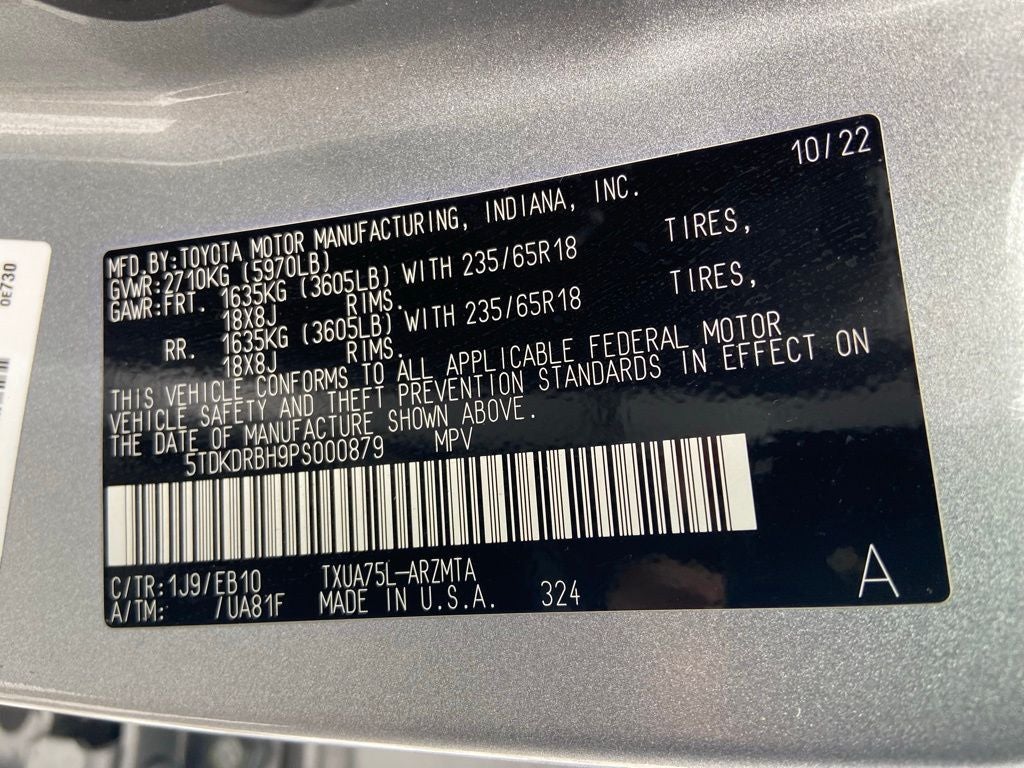 10/22
MFD.BY:TOYOTA MOTOR MANUFACTURING, INDIANA, INC.
GVWR:2710KG (5970LB)
GAWR:FRT. 1635KG (3605LB) WITH 235/65R18 TIRES,
18X8J RIMS.
RR. 1635KG (3605LB) WITH 235/65R18 TIRES,
18X8J RIMS.
THIS VEHICLE CONFORMS TO ALL APPLICABLE FEDERAL MOTOR
VEHICLE SAFETY AND THEFT PREVENTION STANDARDS IN EFFECT ON
THE DATE OF MANUFACTURE SHOWN ABOVE.
5TDKDRBH9PS000879 MPV
C/TR:1J9/EB10 TXUA75L-ARZMTA
A/TM: /UA81F MADE IN U.S.A. 324
A
0E730